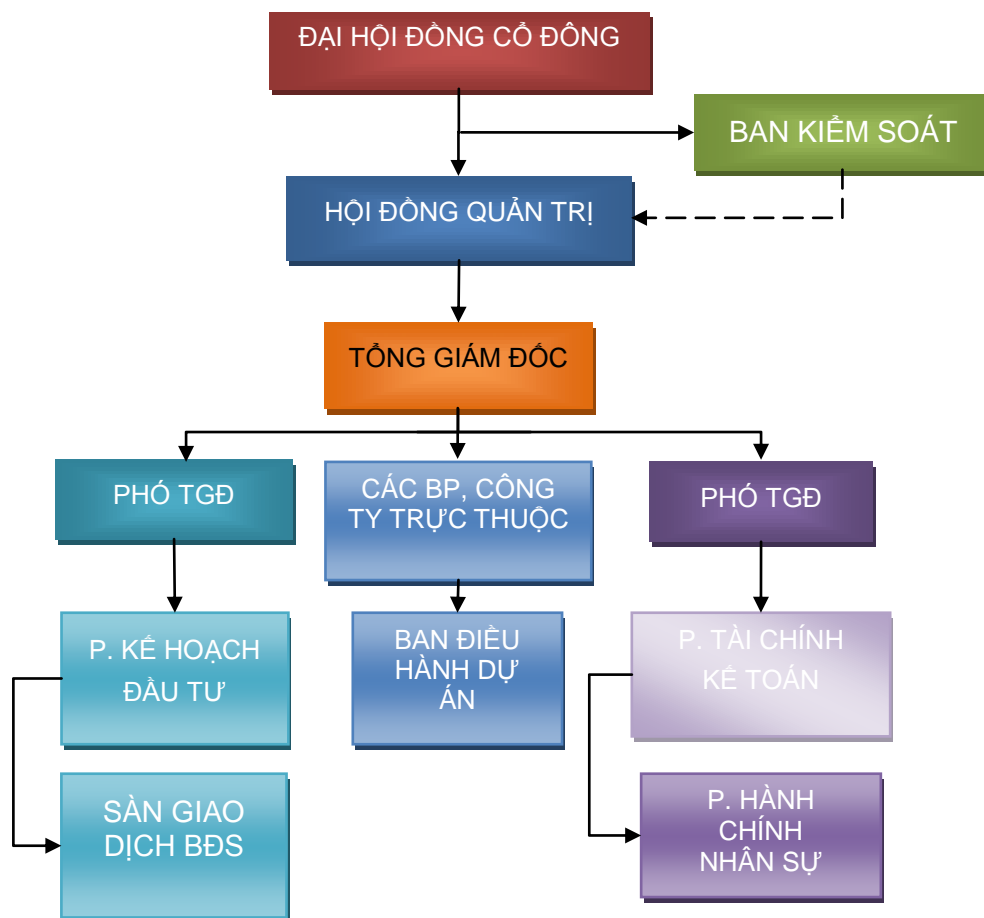 ĐẠI HỘI ĐỒNG CỔ ĐÔNG
BAN KIỂM SOÁT
HỘI ĐỒNG QUẢN TRỊ
TỔNG GIÁM ĐỐC
PHÓ TGĐ
CÁC BP, CÔNG
TY TRỰC THUỘC
PHÓ TGĐ
P. KẾ HOẠCH
ĐẦU TƯ
BAN ĐIỀU
HÀNH DỰ
ÁN
P. TÀI CHÍNH
KẾ TOÁN
SÀN GIAO
DỊCH BĐS
P. HÀNH
CHÍNH
NHÂN SỰ